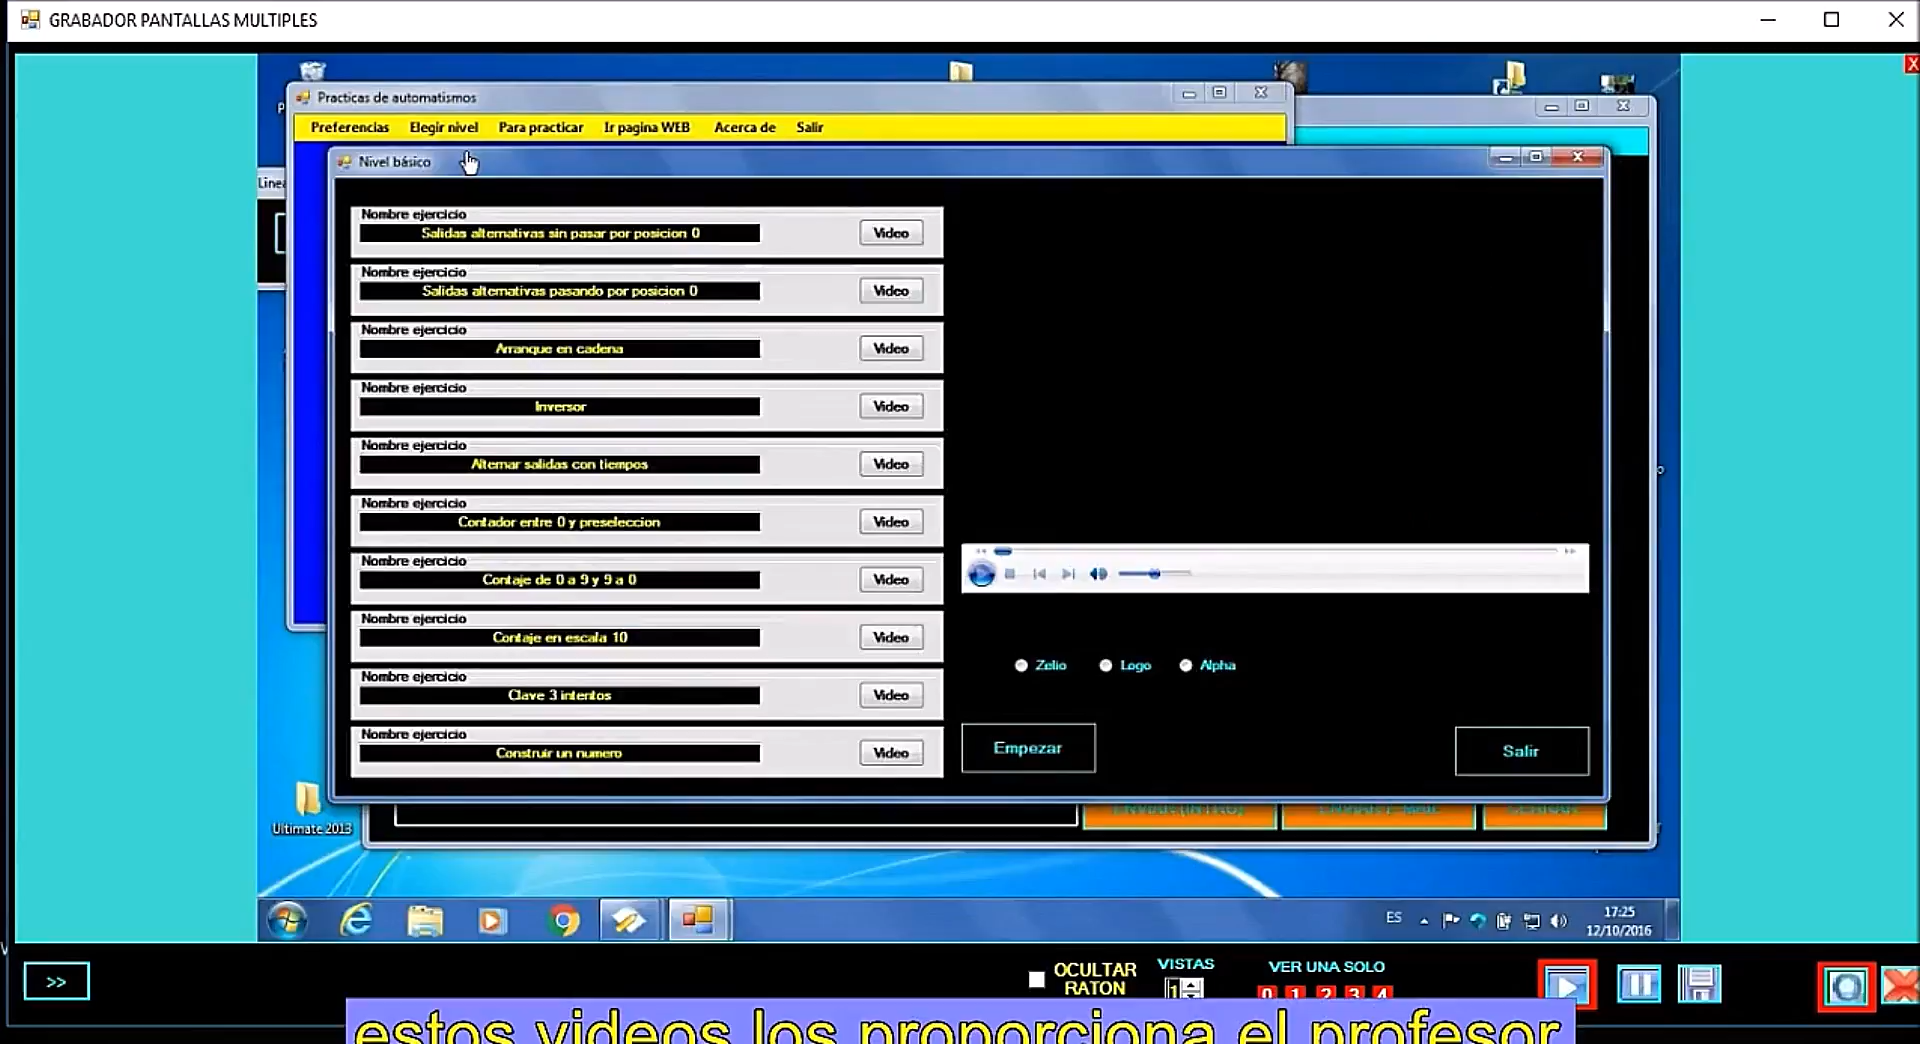 GRABADOR PANTALLAS MULTIPLES
X
Practicas de automatismos
Preferencias Elegir nivel Para practicar Ir pagina WEB Acerca de Salir
Nivel básico
Linea
Nombre ejercicio
Salidas alternativas sin pasar por posicion 0
Video
Nombre ejercicio
Salidas alternativas pasando por posicion 0
Video
Nombre ejercicio
Arranque en cadena
Video
Nombre ejercicio
Inversor
Video
Nombre ejercicio
Alternar salidas con tiempos
Video
Nombre ejercicio
Contador entre 0 y preseleccion
Video
Nombre ejercicio
Contaje de 0 a 9 y 9 a 0
Video
Nombre ejercicio
Contaje en escala 10
Video
Nombre ejercicio
Clave 3 intentos
Video
Nombre ejercicio
Construir un numero
Video
Zelio Logo Alpha
Empezar
Salir
Ultimate 2013
ES
17:25
12/10/2016
>>
OCULTAR
RATON
VISTAS
1
VER UNA SOLO
0 1 2 3 4
estos videos los proporciona el profesor